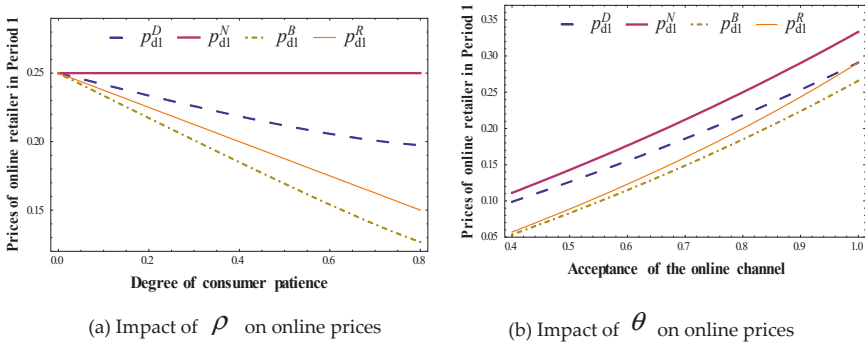 p_{d1}^{D} p_{d1}^{N} p_{d1}^{B} p_{d1}^{R}
Prices of online retailer in Period 1
0.25
0.20
0.15
0.0 0.2 0.4 0.6 0.8
Degree of consumer patience
(a) Impact of ρ on online prices
p_{d1}^{D} p_{d1}^{N} p_{d1}^{B} p_{d1}^{R}
Prices of online retailer in Period 1
0.35
0.30
0.25
0.20
0.15
0.10
0.05
0.4 0.5 0.6 0.7 0.8 0.9 1.0
Acceptance of the online channel
(b) Impact of θ on online prices